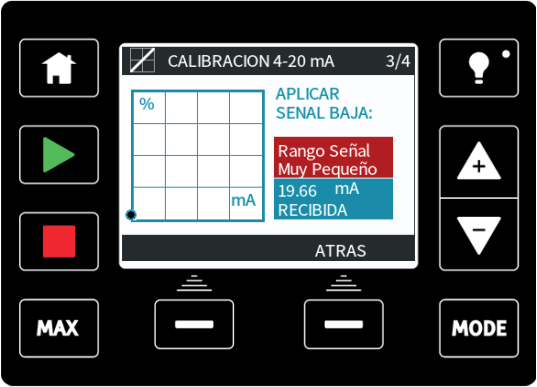 CALIBRACION 4-20 mA 3/4
%
mA
APLICAR
SENAL BAJA:
Rango Señal
Muy Pequeño
19.66 mA
RECIBIDA
ATRAS
+
−
MAX
MODE